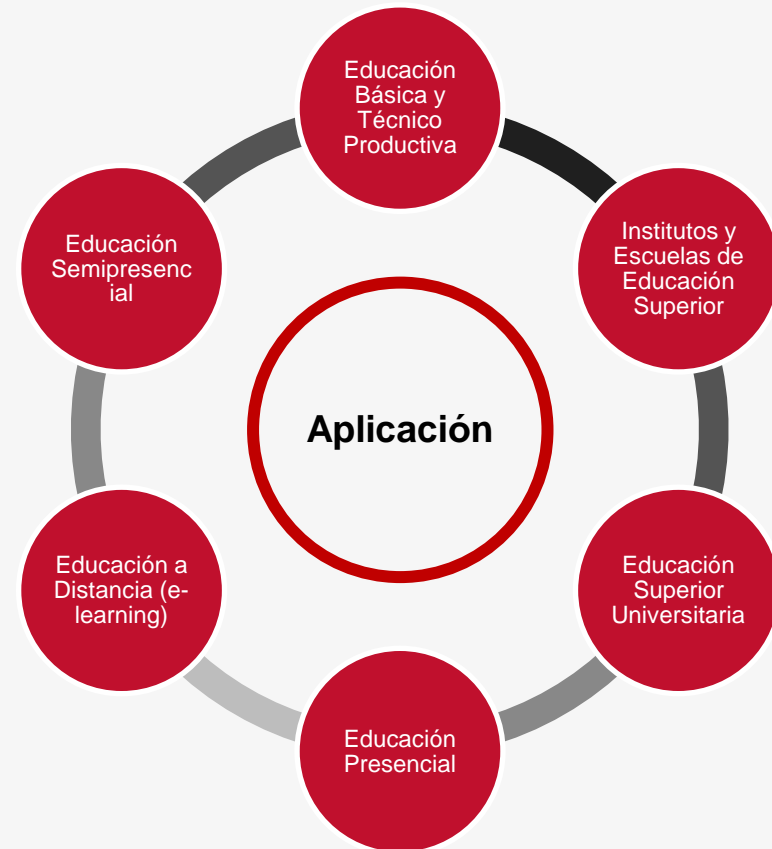 Educación
Básica y
Técnico
Productiva
Institutos y
Escuelas de
Educación
Superior
Educación
Superior
Universitaria
Educación
Presencial
Educación a
Distancia (e-
learning)
Educación
Semipresenc
ial
Aplicación